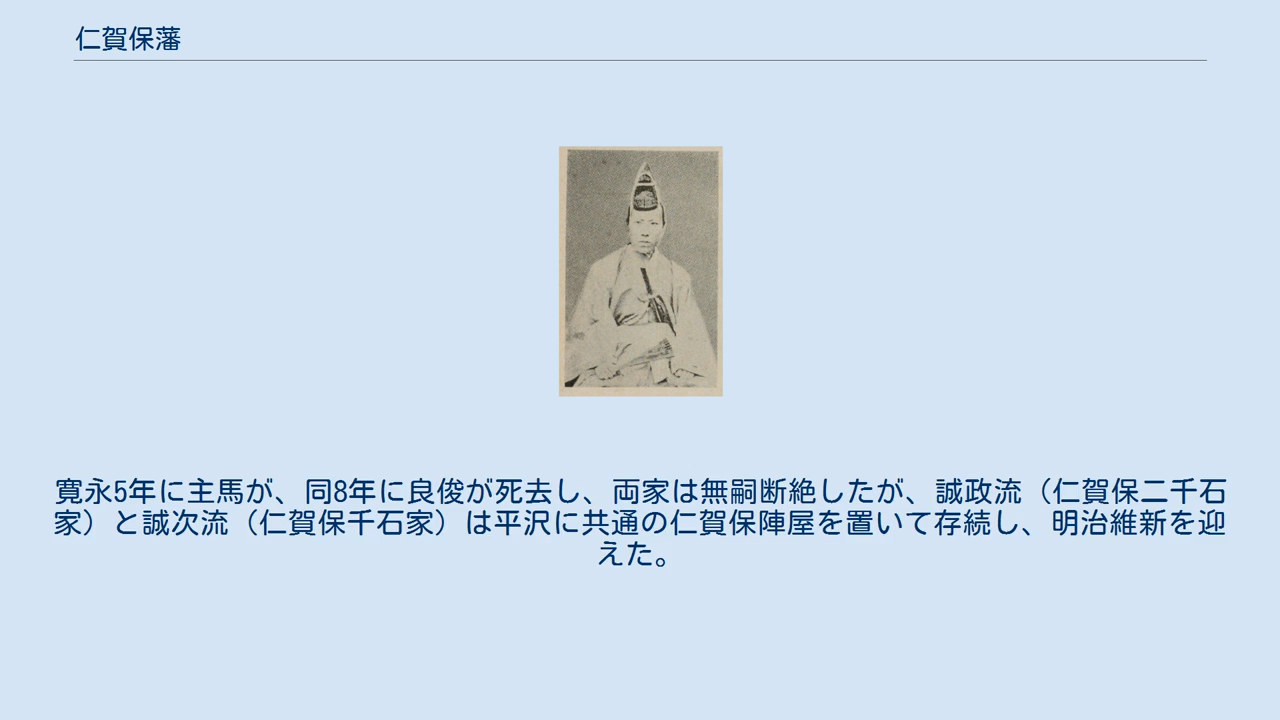 仁賀保藩
寛永5年に主馬が、同8年に良俊が死去し、両家は無嗣断絶したが、誠政流（仁賀保二千石
家）と誠次流（仁賀保千石家）は平沢に共通の仁賀保陣屋を置いて存続し、明治維新を迎
えた。